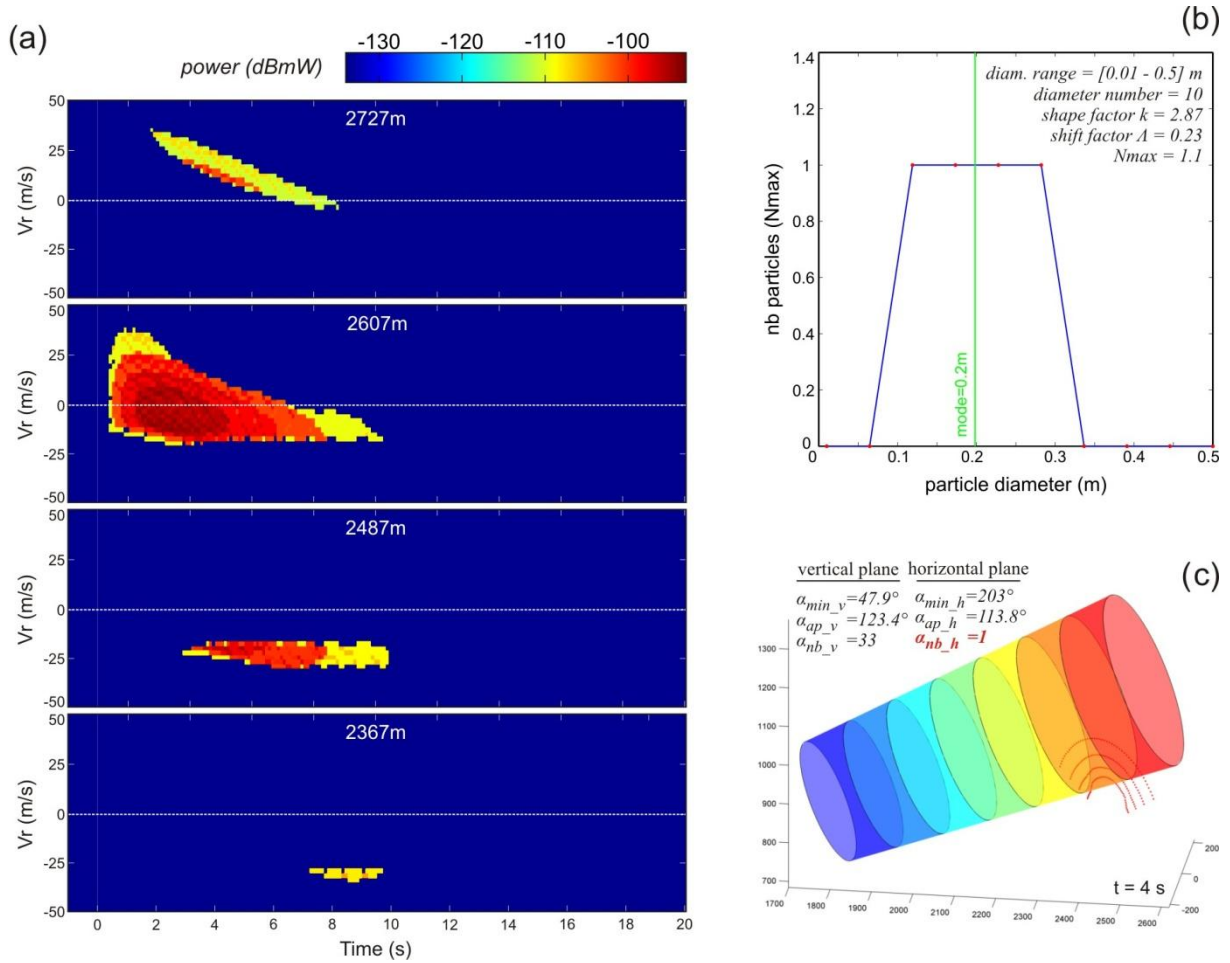 (a)
-130 -120 -110 -100
power (dBmW)
50
25
0
-25
-50
Vr (m/s)
2727m
50
25
0
-25
-50
Vr (m/s)
2607m
50
25
0
-25
-50
Vr (m/s)
2487m
50
25
0
-25
-50
Vr (m/s)
2367m
0 2 4 6 8 10 12 14 16 18 20
Time (s)
(b)
1.4
1.2
1
0.8
0.6
0.4
0.2
0
nb particles (Nmax)
diam. range = [0.01 - 0.5] m
diameter number = 10
shape factor k = 2.87
shift factor Λ = 0.23
Nmax = 1.1
mode=0.2m
0 0.1 0.2 0.3 0.4 0.5
particle diameter (m)
(c)
vertical plane horizontal plane
αmin_v =47.9° αmin_h =203°
αap_v =123.4° αap_h =113.8°
αnb_v =33 αnb_h =1
1300
1200
1100
1000
900
800
700
1700 1800 1900 2000 2100 2200 2300 2400 2500 2600
200
0
-200
t = 4 s